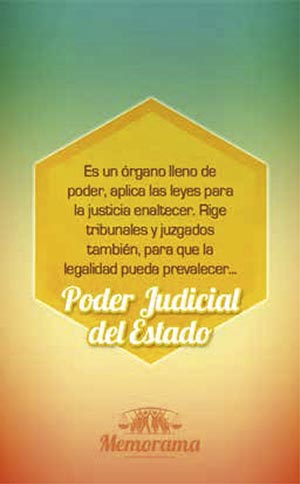 Es un órgano lleno de
poder, aplica las leyes para
la justicia enaltecer. Rige
tribunales y juzgados
también, para que la
legalidad pueda prevalecer...
Poder Judicial
del Estado
Memorama